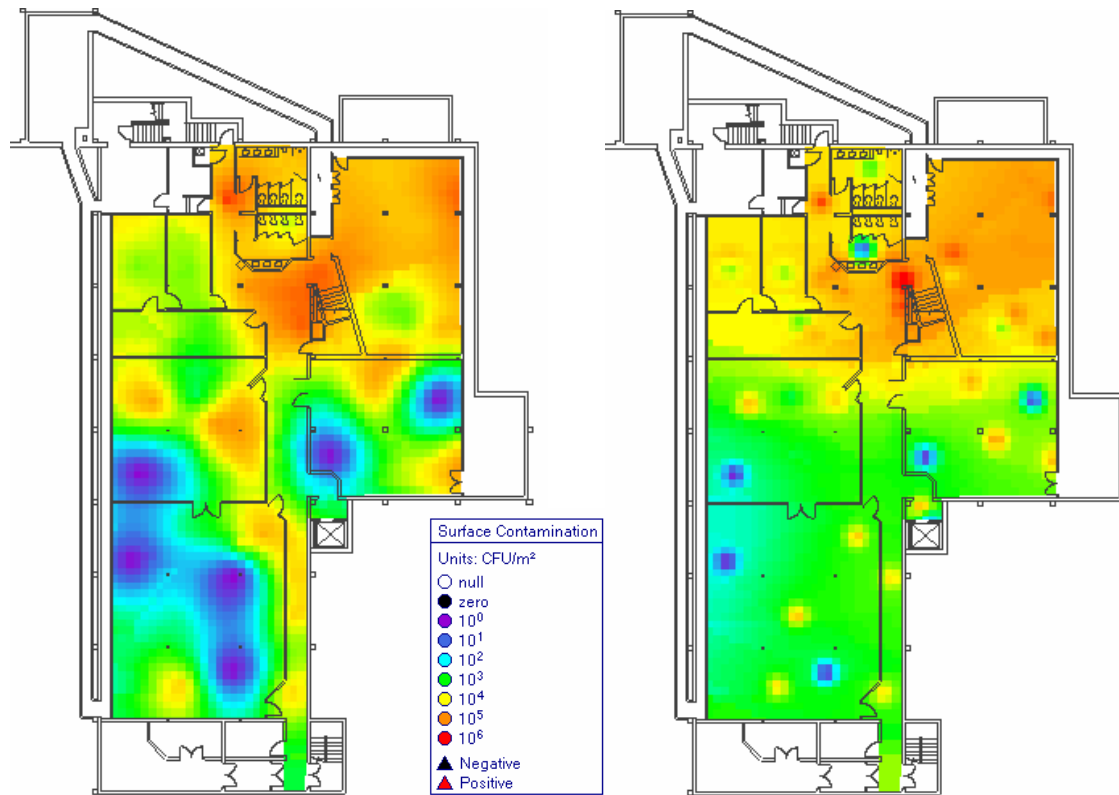 Surface Contamination
Units: CFU/m²
null
zero
10⁰
10¹
10²
10³
10⁴
10⁵
10⁶
Negative
Positive